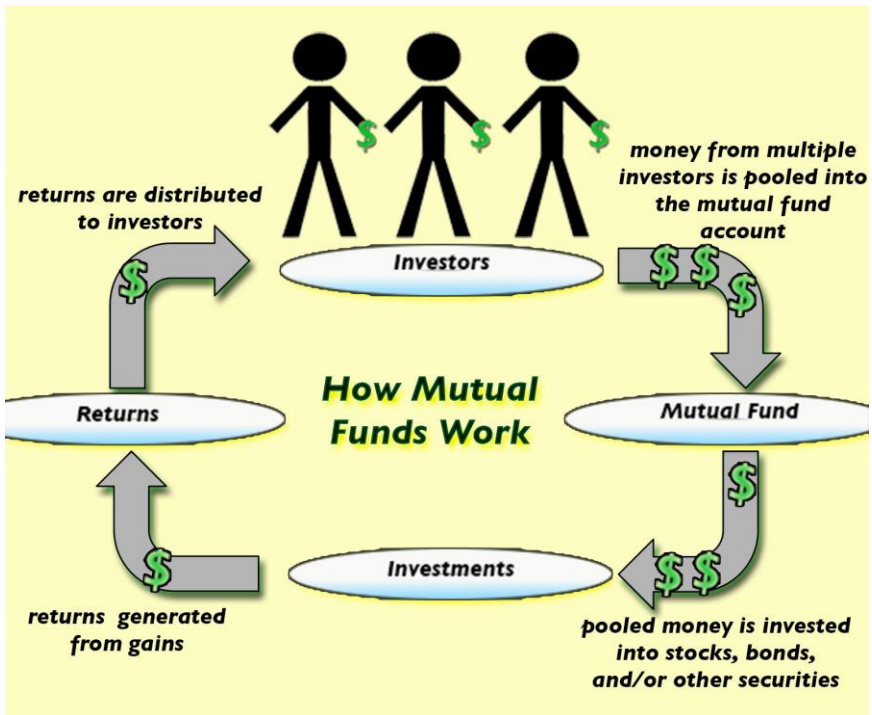 money from multiple
investors is pooled into
the mutual fund
account
returns are distributed
to investors
Investors
$
$
$
$
$
$
$
How Mutual
Funds Work
Returns
Mutual Fund
$
$
$
$
Investments
returns generated
from gains
pooled money is invested
into stocks, bonds,
and/or other securities